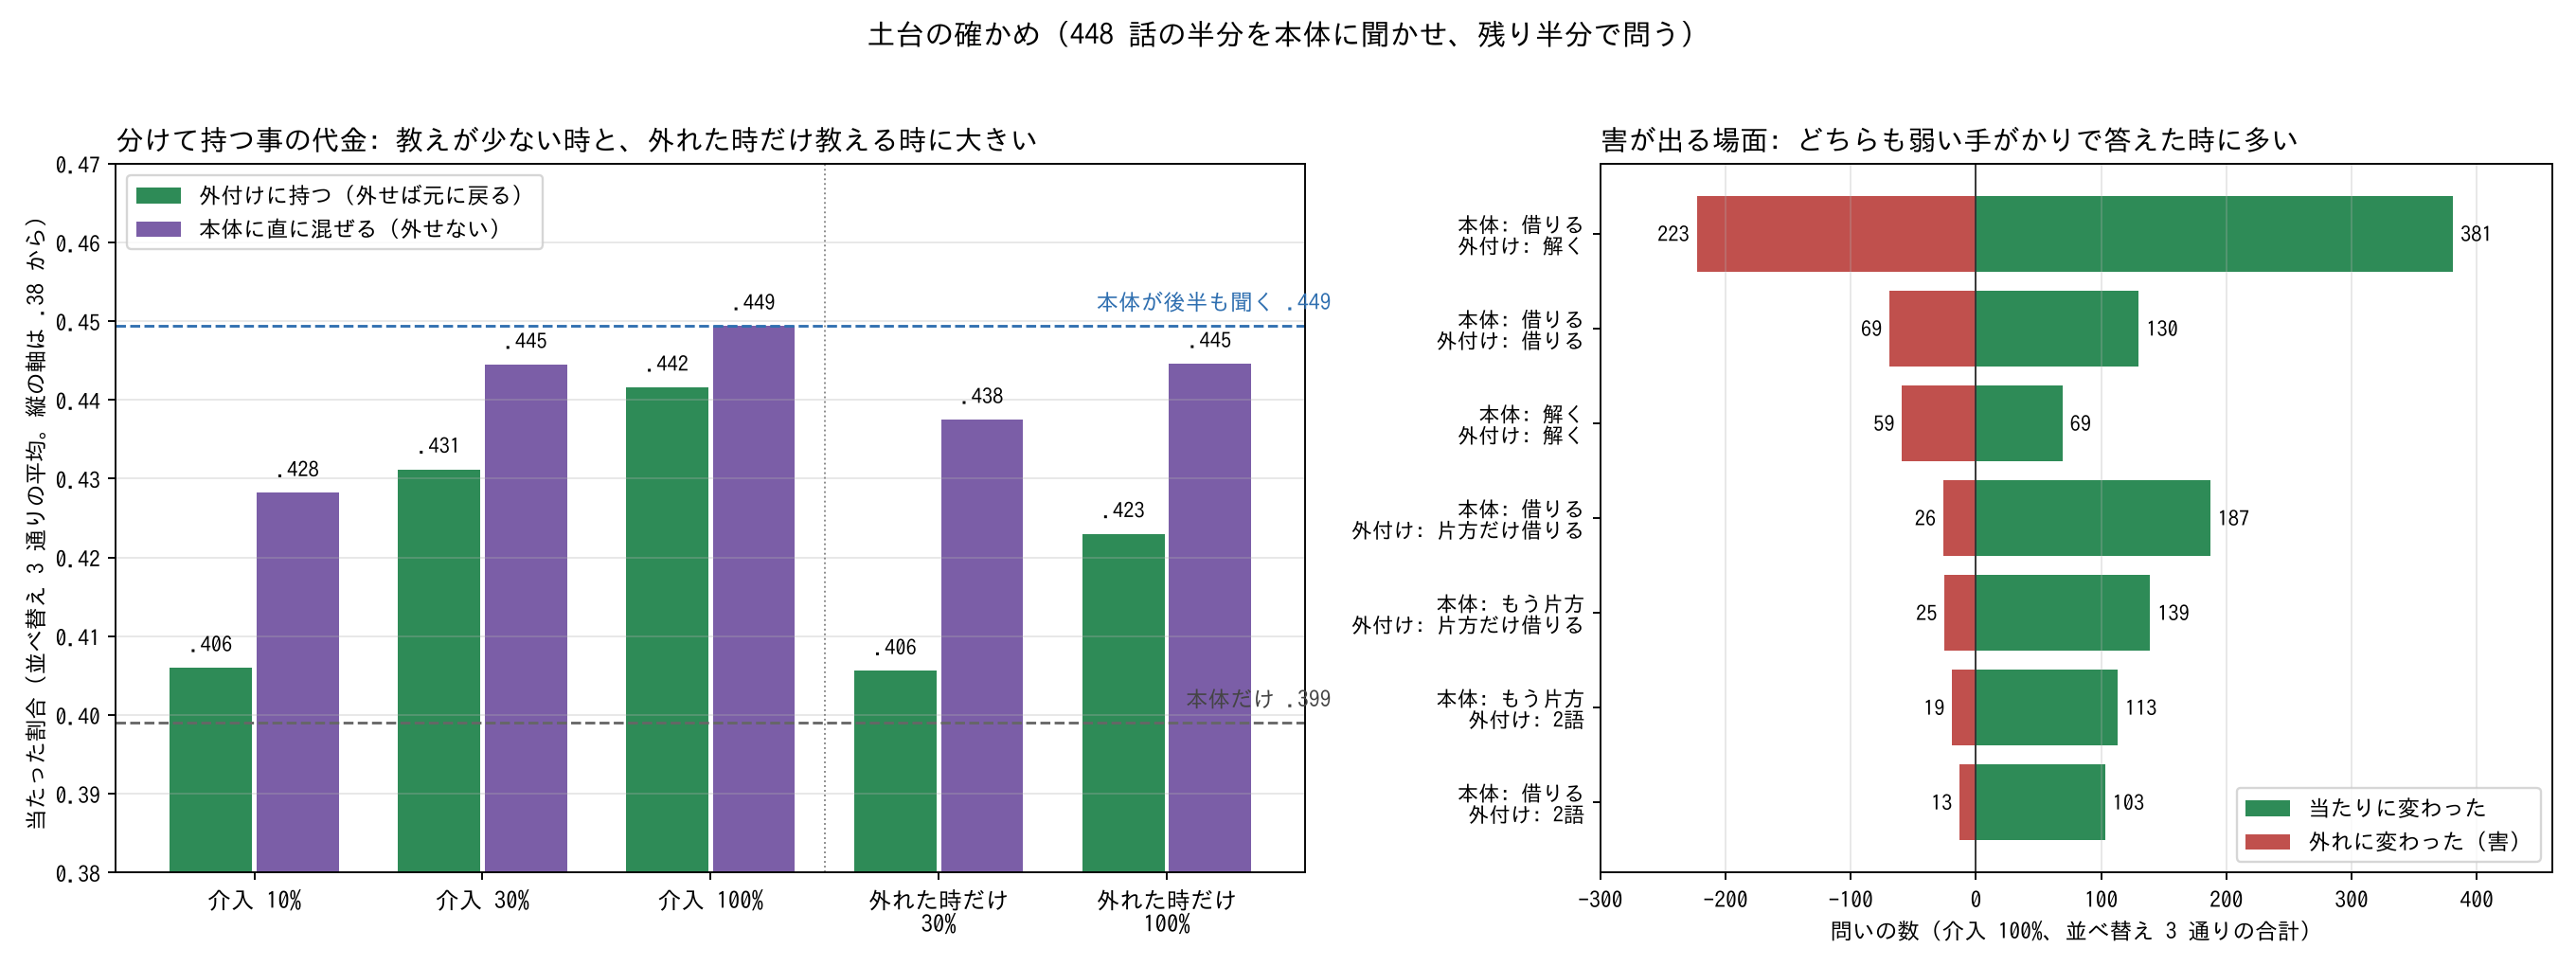 土台の確かめ（448 話の半分を本体に聞かせ、残り半分で問う）
分けて持つ事の代金: 教えが少ない時と、外れた時だけ教える時に大きい
当たった割合（並べ替え 3 通りの平均。縦の軸は .38 から）
0.47
0.46
0.45
0.44
0.43
0.42
0.41
0.40
0.39
0.38
外付けに持つ（外せば元に戻る）
本体に直に混ぜる（外せない）
本体が後半も聞く .449
本体だけ .399
.406
.428
.431
.445
.442
.449
.406
.438
.423
.445
介入 10%
介入 30%
介入 100%
外れた時だけ
30%
外れた時だけ
100%
害が出る場面: どちらも弱い手がかりで答えた時に多い
本体: 借りる
外付け: 解く
223
381
本体: 借りる
外付け: 借りる
69
130
本体: 解く
外付け: 解く
59
69
本体: 借りる
外付け: 片方だけ借りる
26
187
本体: もう片方
外付け: 片方だけ借りる
25
139
本体: もう片方
外付け: 2語
19
113
本体: 借りる
外付け: 2語
13
103
当たりに変わった
外れに変わった（害）
-300
-200
-100
0
100
200
300
400
問いの数（介入 100%、並べ替え 3 通りの合計）